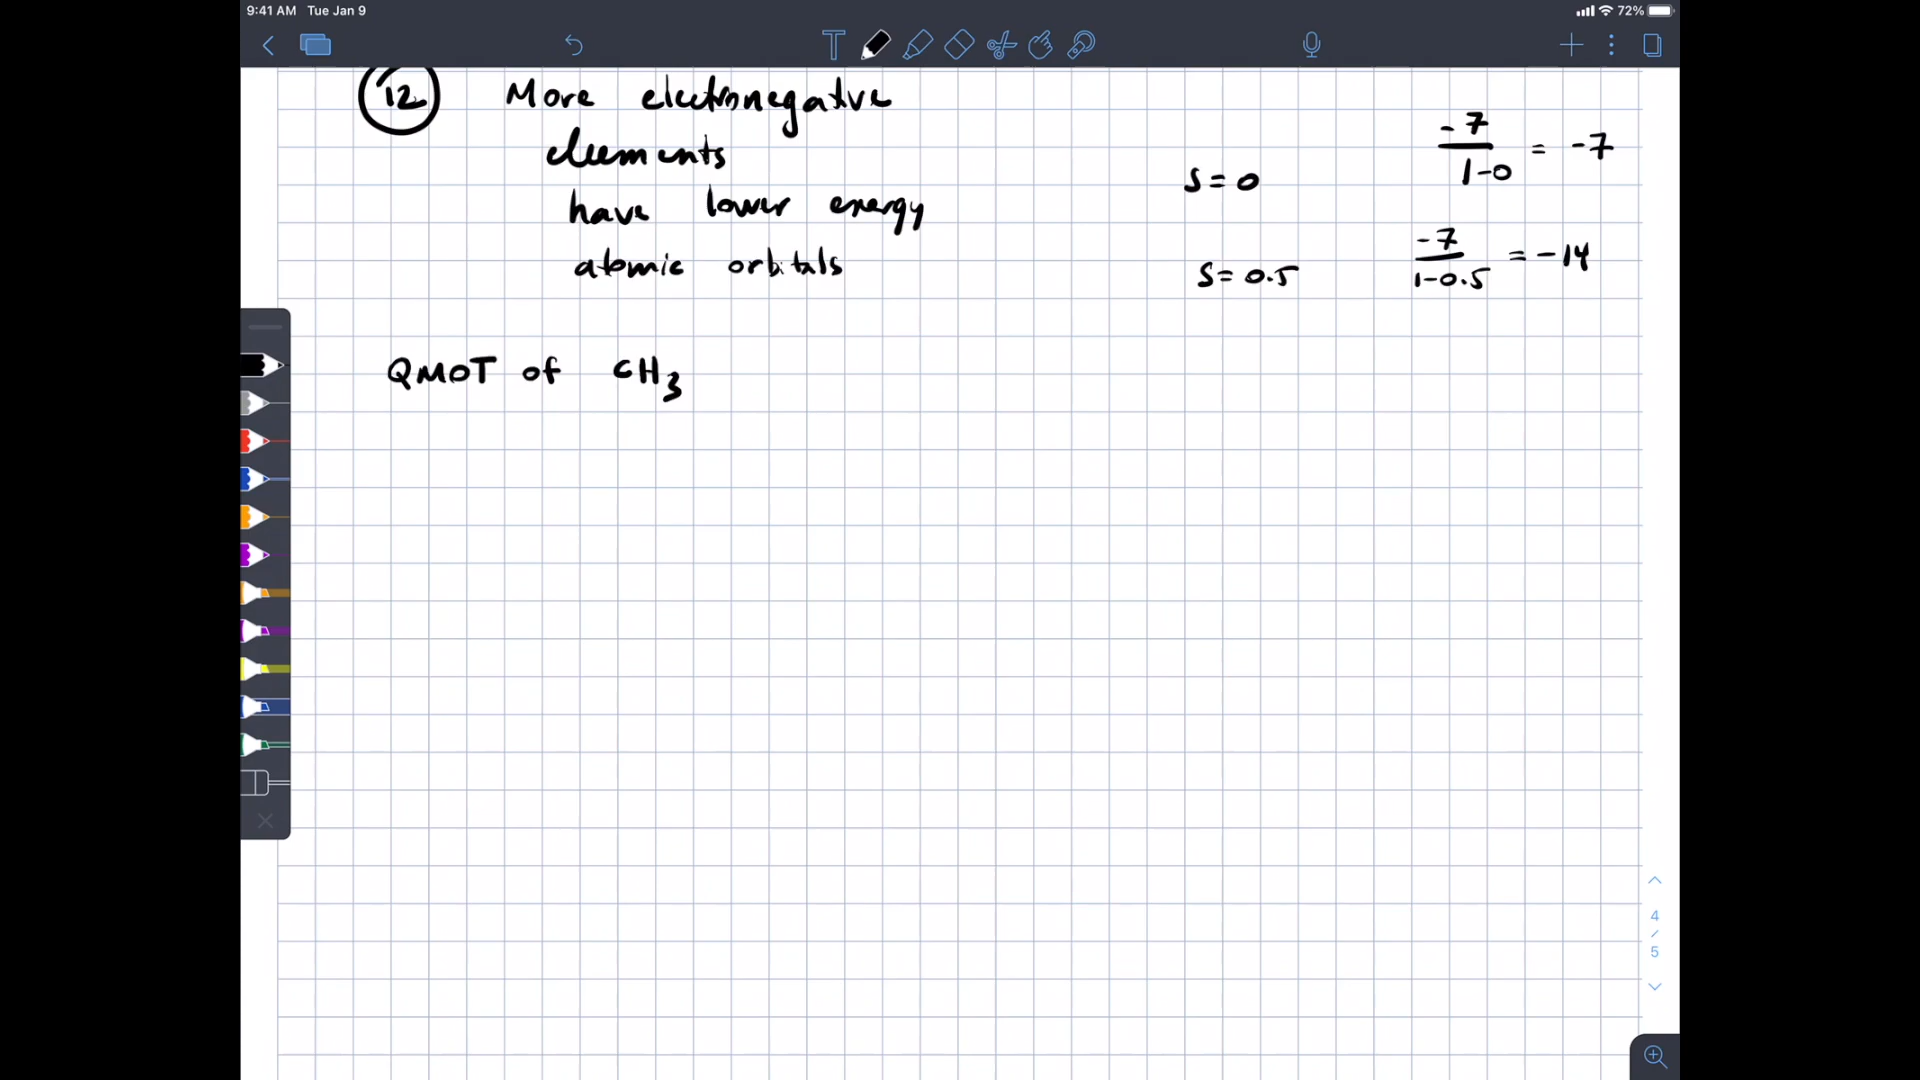 9:41 AM Tue Jan 9
72%
T
12 More electronegative
elements
have lower energy
atomic orbitals
-7
1-0
= -7
S = 0
-7
1-0.5
= -14
S = 0.5
QMOT of CH3
4
/
5